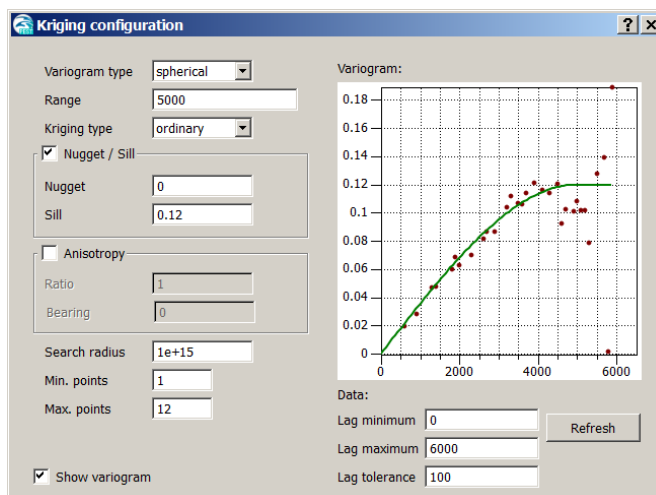 Kriging configuration
Variogram type spherical
Range 5000
Kriging type ordinary
Nugget / Sill
Nugget 0
Sill 0.12
Anisotropy
Ratio 1
Bearing 0
Search radius 1e+15
Min. points 1
Max. points 12
Show variogram
Variogram:
0.18
0.16
0.14
0.12
0.1
0.08
0.06
0.04
0.02
0
0 2000 4000 6000
Data:
Lag minimum 0
Lag maximum 6000
Lag tolerance 100
Refresh